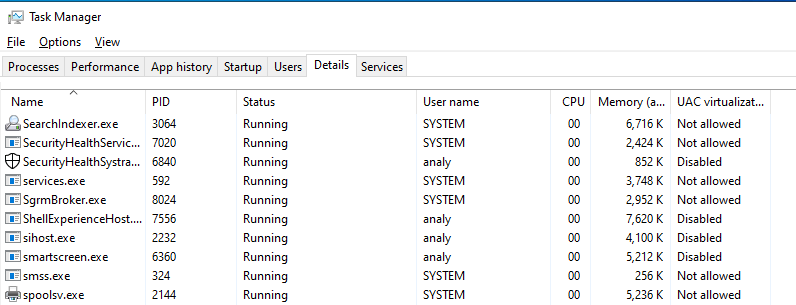 Task Manager
File Options View
Processes Performance App history Startup Users Details Services
Name PID Status User name CPU Memory (a... UAC virtualizat...
SearchIndexer.exe 3064 Running SYSTEM 00 6,716 K Not allowed
SecurityHealthServic... 7020 Running SYSTEM 00 2,424 K Not allowed
SecurityHealthSystra... 6840 Running analy 00 852 K Disabled
services.exe 592 Running SYSTEM 00 3,748 K Not allowed
SgrmBroker.exe 8024 Running SYSTEM 00 2,952 K Not allowed
ShellExperienceHost.... 7556 Running analy 00 7,620 K Disabled
sihost.exe 2232 Running analy 00 4,100 K Disabled
smartscreen.exe 6360 Running analy 00 5,212 K Disabled
smss.exe 324 Running SYSTEM 00 256 K Not allowed
spoolsv.exe 2144 Running SYSTEM 00 5,236 K Not allowed